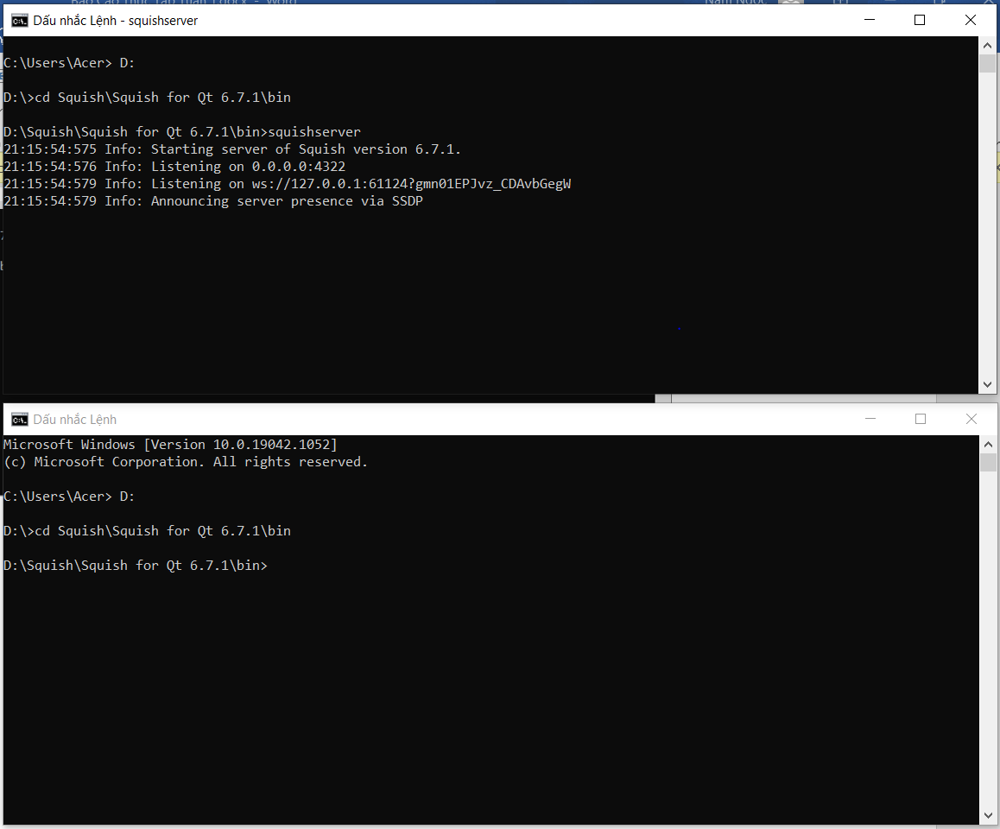 Dấu nhắc Lệnh - squishserver
C:\Users\Acer> D:
D:\>cd Squish\Squish for Qt 6.7.1\bin
D:\Squish\Squish for Qt 6.7.1\bin>squishserver
21:15:54:575 Info: Starting server of Squish version 6.7.1.
21:15:54:576 Info: Listening on 0.0.0.0:4322
21:15:54:579 Info: Listening on ws://127.0.0.1:61124?gmn01EPJvz_CDAvbGegW
21:15:54:579 Info: Announcing server presence via SSDP
Dấu nhắc Lệnh
Microsoft Windows [Version 10.0.19042.1052]
(c) Microsoft Corporation. All rights reserved.
C:\Users\Acer> D:
D:\>cd Squish\Squish for Qt 6.7.1\bin
D:\Squish\Squish for Qt 6.7.1\bin>